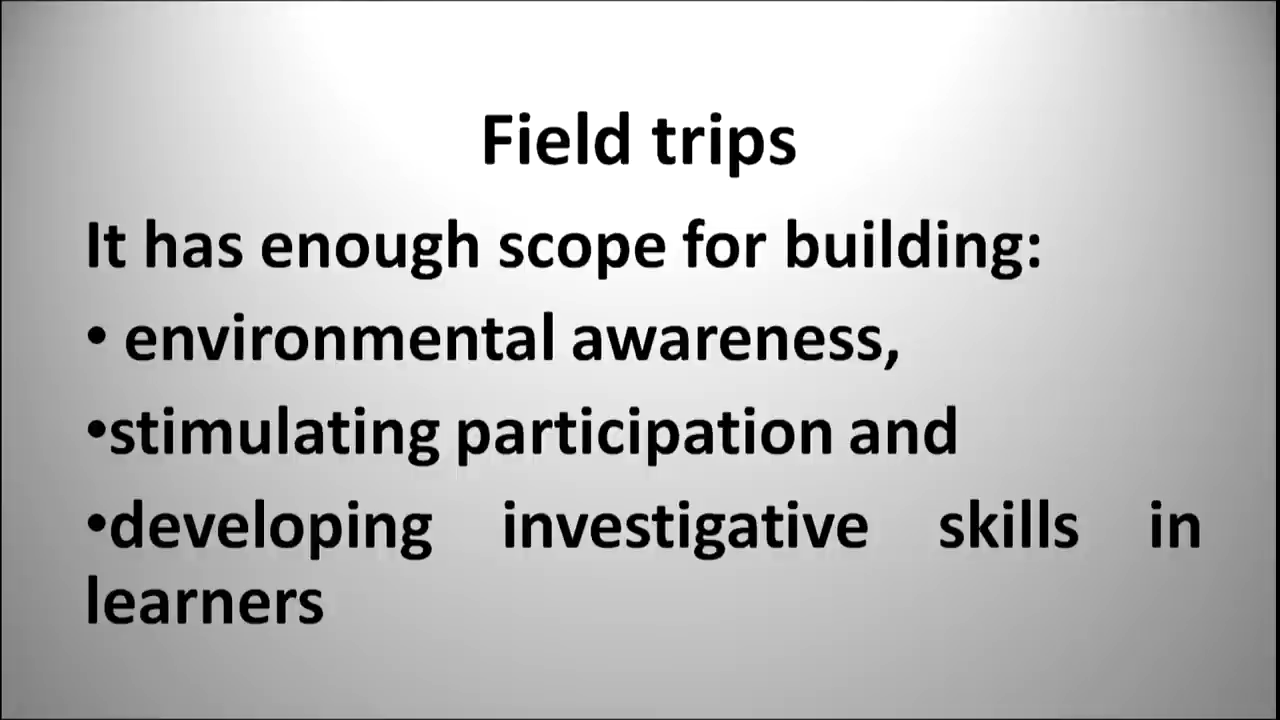 Field trips
It has enough scope for building:
• environmental awareness,
•stimulating participation and
•developing investigative skills in
learners